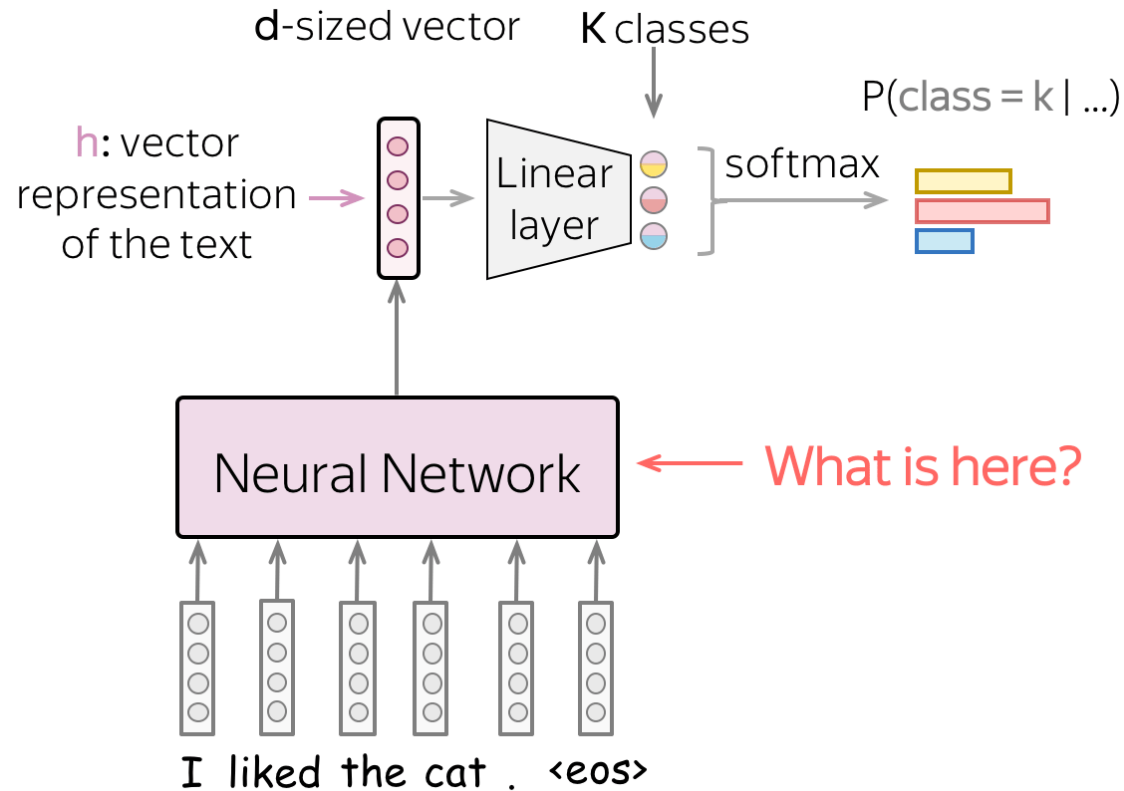 d-sized vector
K classes
P(class = k | ...)
h: vector
representation
of the text
Linear
layer
softmax
Neural Network
What is here?
I liked the cat . <eos>